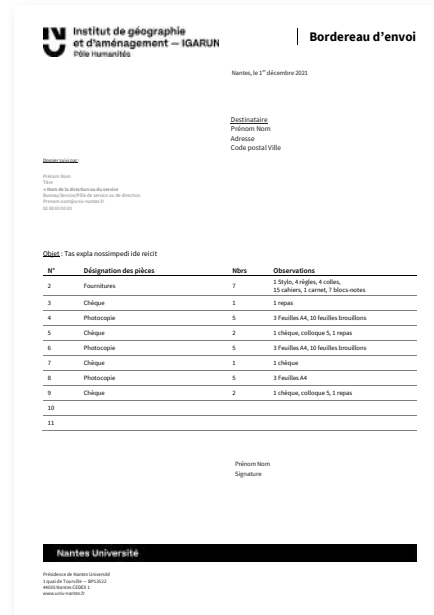 Institut de géographie
et d'aménagement — IGARUN
Pôle Humanités
Bordereau d'envoi
Nantes, le 1er décembre 2021
Destinataire
Prénom Nom
Adresse
Code postal Ville
Dossier suivi par :
Prénom Nom
Titre
Nom de la direction ou du service
Bureau/Service/Pôle de service ou de direction
Prenom.nom@univ-nantes.fr
02 00 00 00 00
Objet : Tas expla nossimpedi ide reicit
N° Désignation des pièces Nbrs Observations
2 Fournitures 7 1 Stylo, 4 règles, 4 colles,
15 cahiers, 1 carnet, 7 blocs-notes
3 Chèque 1 1 repas
4 Photocopie 5 3 Feuilles A4, 10 feuilles brouillons
5 Chèque 2 1 chèque, colloque 5, 1 repas
6 Photocopie 5 3 Feuilles A4, 10 feuilles brouillons
7 Chèque 1 1 chèque
8 Photocopie 5 3 Feuilles A4
9 Chèque 2 1 chèque, colloque 5, 1 repas
10
11
Prénom Nom
Signature
Nantes Université
Présidence de Nantes Université
1 quai de Tourville — BP13522
44035 Nantes CEDEX 1
www.univ-nantes.fr